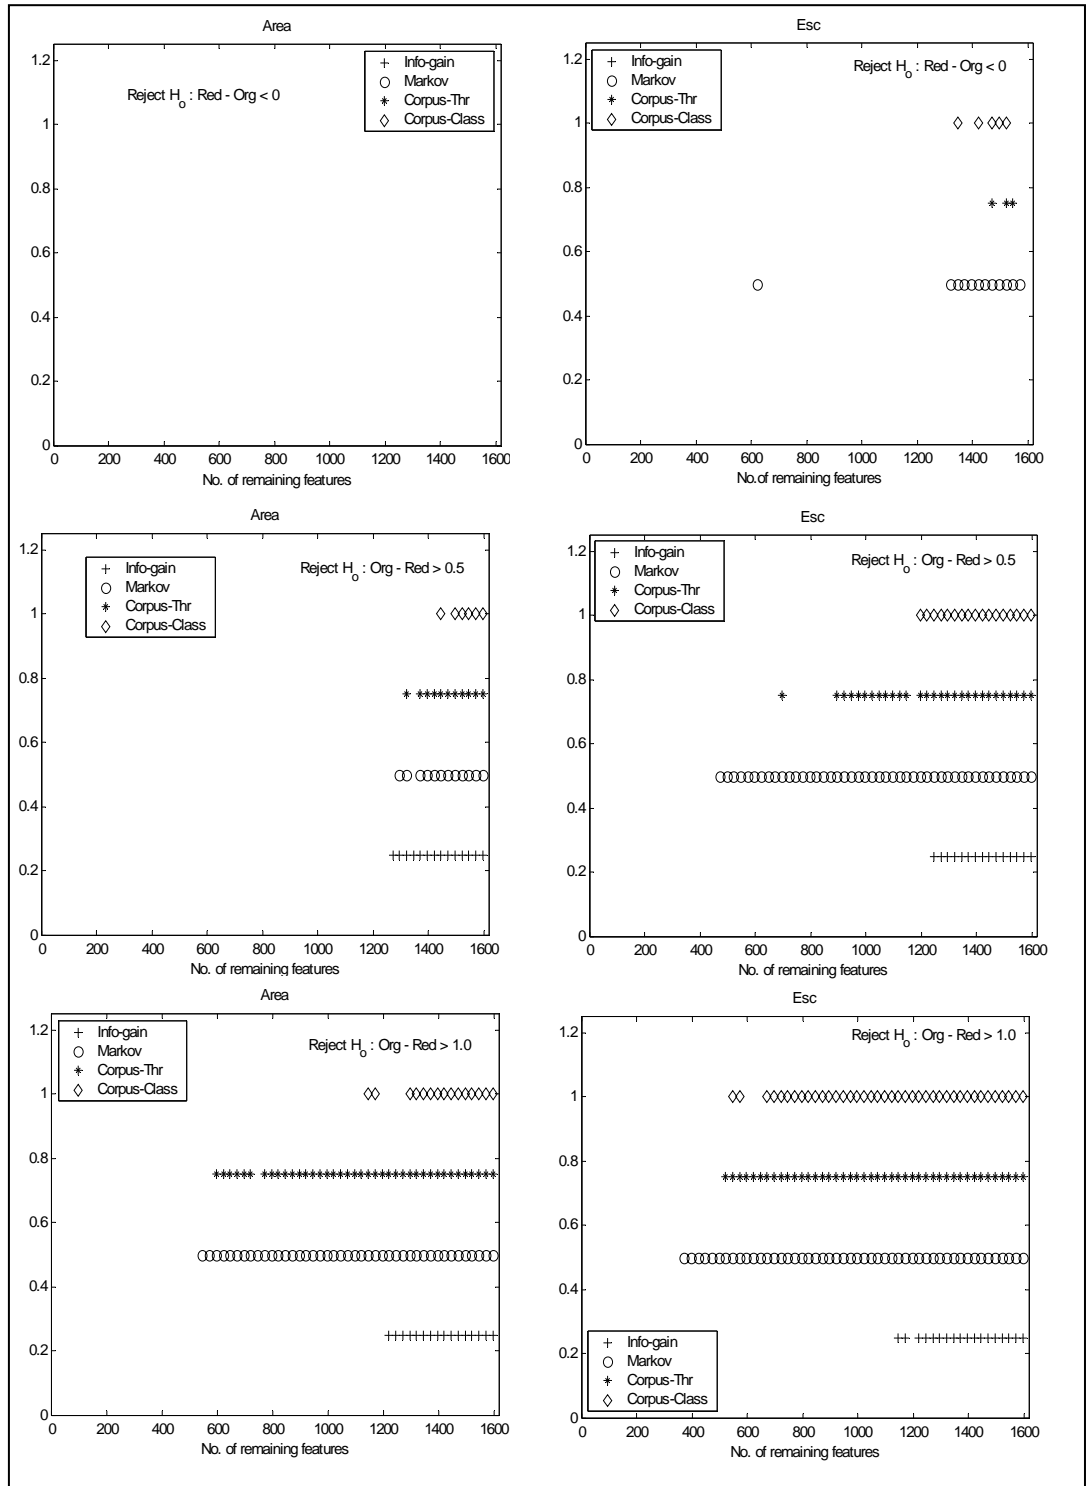 Area
Info-gain
Markov
Corpus-Thr
Corpus-Class
Reject Ho : Red - Org < 0
1.2
1
0.8
0.6
0.4
0.2
0
0 200 400 600 800 1000 1200 1400 1600
No. of remaining features
Esc
Info-gain
Markov
Corpus-Thr
Corpus-Class
Reject Ho : Red - Org < 0
1.2
1
0.8
0.6
0.4
0.2
0
0 200 400 600 800 1000 1200 1400 1600
No.of remaining features
Area
Info-gain
Markov
Corpus-Thr
Corpus-Class
Reject Ho : Org - Red > 0.5
1.2
1
0.8
0.6
0.4
0.2
0
0 200 400 600 800 1000 1200 1400 1600
No. of remaining features
Esc
Info-gain
Markov
Corpus-Thr
Corpus-Class
Reject Ho : Org - Red > 0.5
1.2
1
0.8
0.6
0.4
0.2
0
0 200 400 600 800 1000 1200 1400 1600
No. of remaining features
Area
Info-gain
Markov
Corpus-Thr
Corpus-Class
Reject Ho : Org - Red > 1.0
1.2
1
0.8
0.6
0.4
0.2
0
0 200 400 600 800 1000 1200 1400 1600
No. of remaining features
Esc
Reject Ho : Org - Red > 1.0
1.2
1
0.8
0.6
0.4
0.2
0
Info-gain
Markov
Corpus-Thr
Corpus-Class
0 200 400 600 800 1000 1200 1400 1600
No. of remaining features